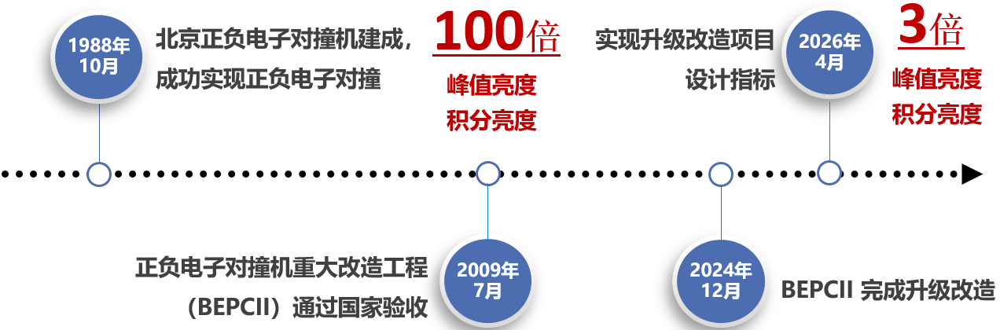 1988年
10月
北京正负电子对撞机建成，
成功实现正负电子对撞
100倍
峰值亮度
积分亮度
实现升级改造项目
设计指标
2026年
4月
3倍
峰值亮度
积分亮度
正负电子对撞机重大改造工程
（BEPCII）通过国家验收
2009年
7月
2024年
12月
BEPCII 完成升级改造